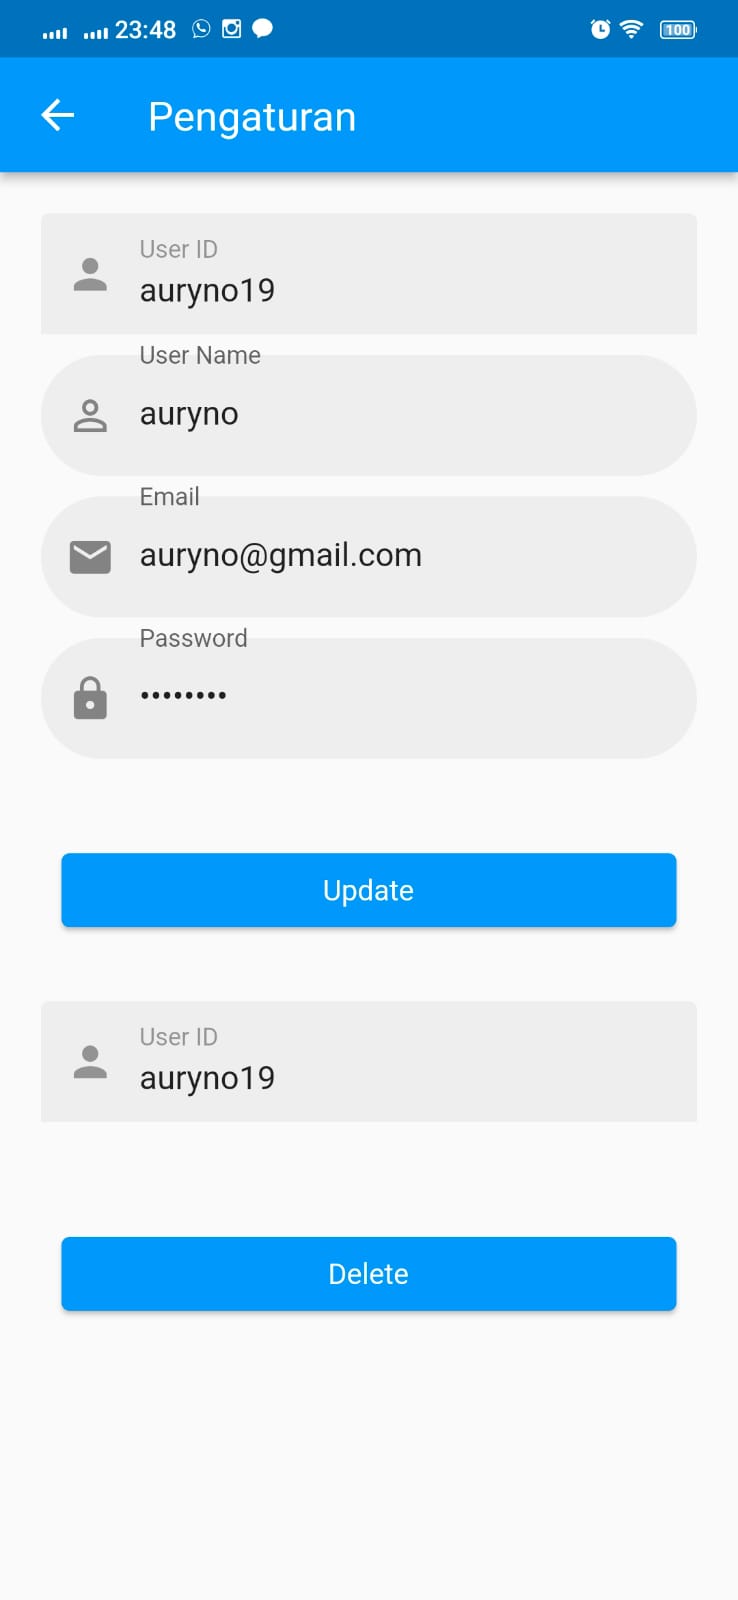 23:48
100
Pengaturan
User ID
auryno19
User Name
auryno
Email
auryno@gmail.com
Password
••••••••
Update
User ID
auryno19
Delete